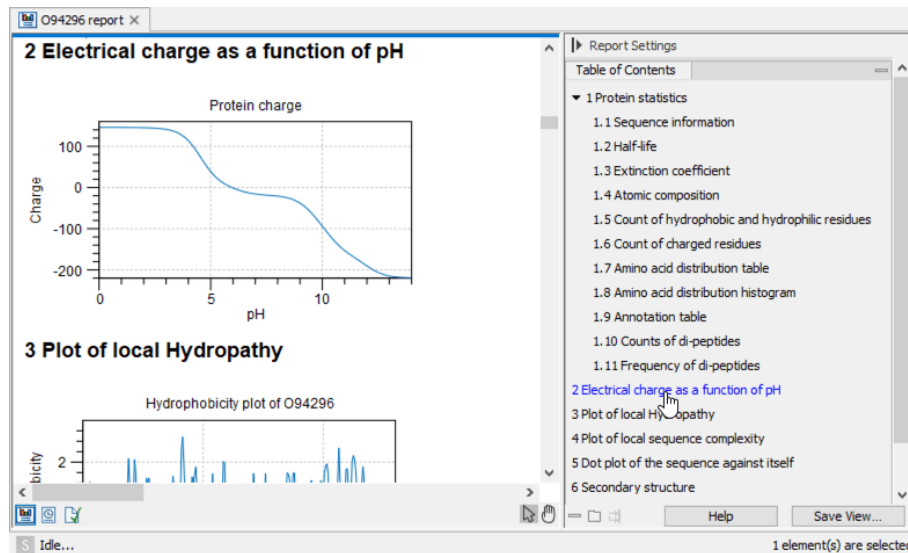 O94296 report
2 Electrical charge as a function of pH
Protein charge
100
0
-100
-200
Charge
0 5 10
pH
3 Plot of local Hydropathy
Hydrophobicity plot of O94296
2
bicity
Report Settings
Table of Contents
1 Protein statistics
1.1 Sequence information
1.2 Half-life
1.3 Extinction coefficient
1.4 Atomic composition
1.5 Count of hydrophobic and hydrophilic residues
1.6 Count of charged residues
1.7 Amino acid distribution table
1.8 Amino acid distribution histogram
1.9 Annotation table
1.10 Counts of di-peptides
1.11 Frequency of di-peptides
2 Electrical charge as a function of pH
3 Plot of local Hydropathy
4 Plot of local sequence complexity
5 Dot plot of the sequence against itself
6 Secondary structure
Help Save View...
S Idle... 1 element(s) are selected